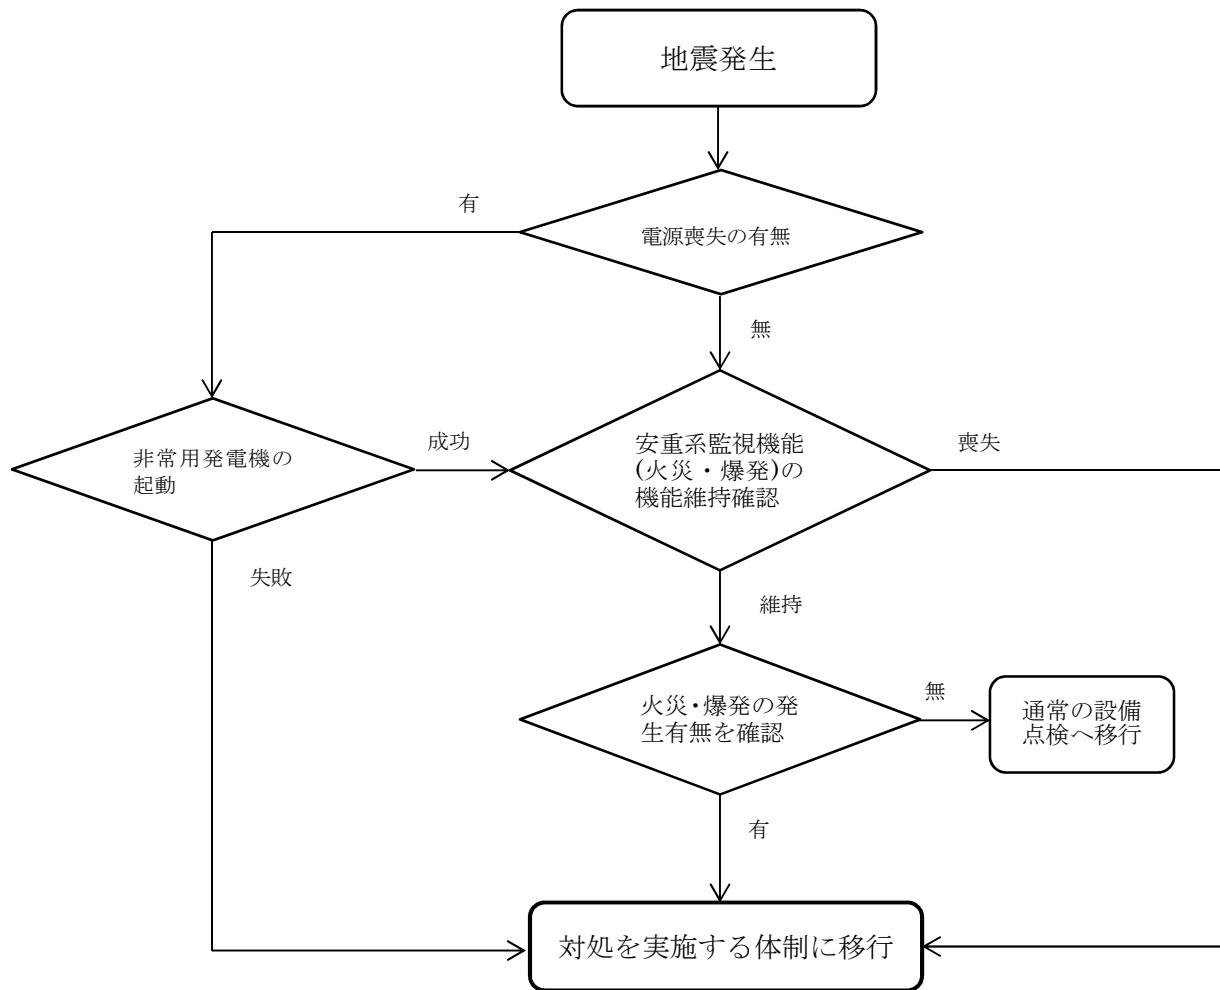 地震発生
有
電源喪失の有無
無
非常用発電機の
起動
成功
安重系監視機能
(火災・爆発)の
機能維持確認
喪失
失敗
維持
火災・爆発の発
生有無を確認
無
通常の設備
点検へ移行
有
対処を実施する体制に移行